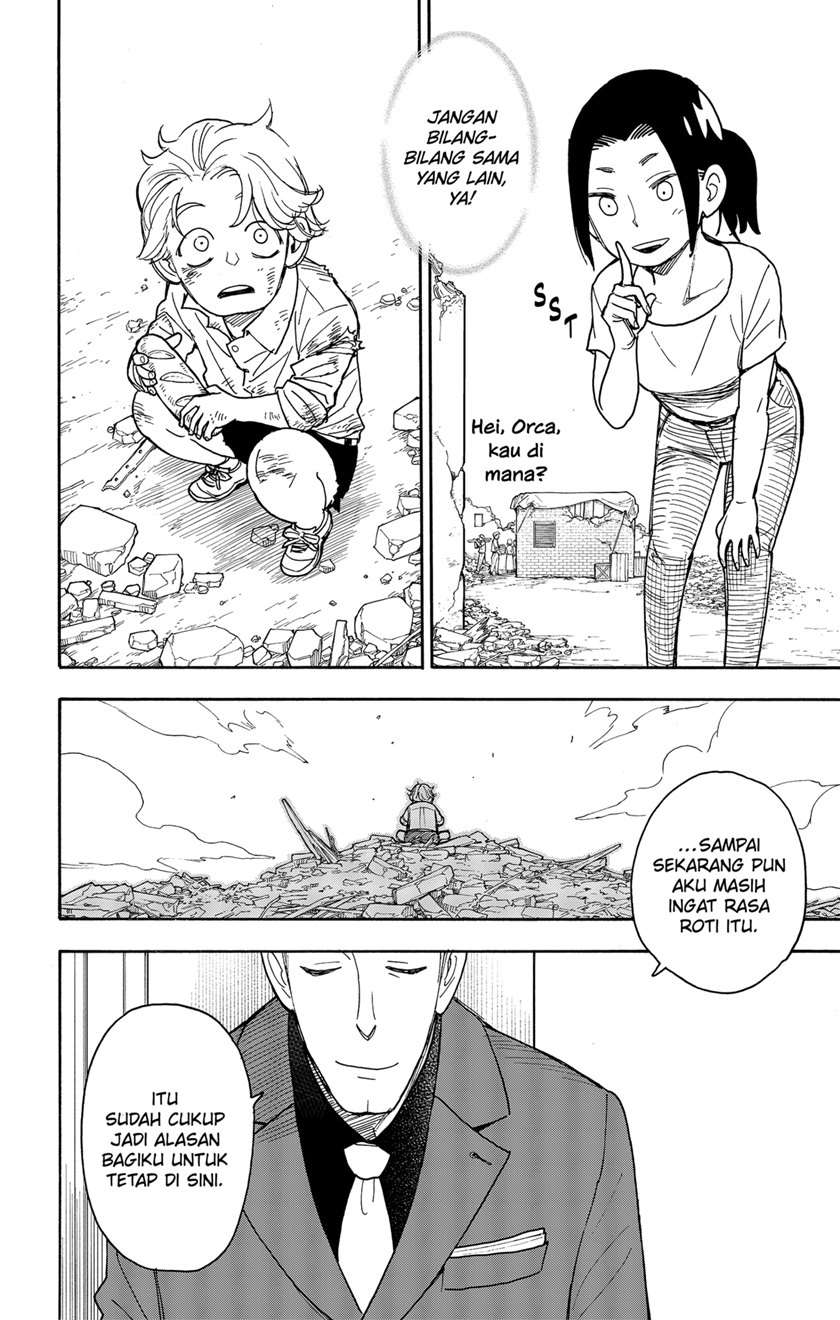 JANGAN
BILANG-
BILANG SAMA
YANG LAIN,
YA!
SST
Hei, Orca,
kau di
mana?
...SAMPAI
SEKARANG PUN
AKU MASIH
INGAT RASA
ROTI ITU.
ITU
SUDAH CUKUP
JADI ALASAN
BAGIKU UNTUK
TETAP DI SINI.